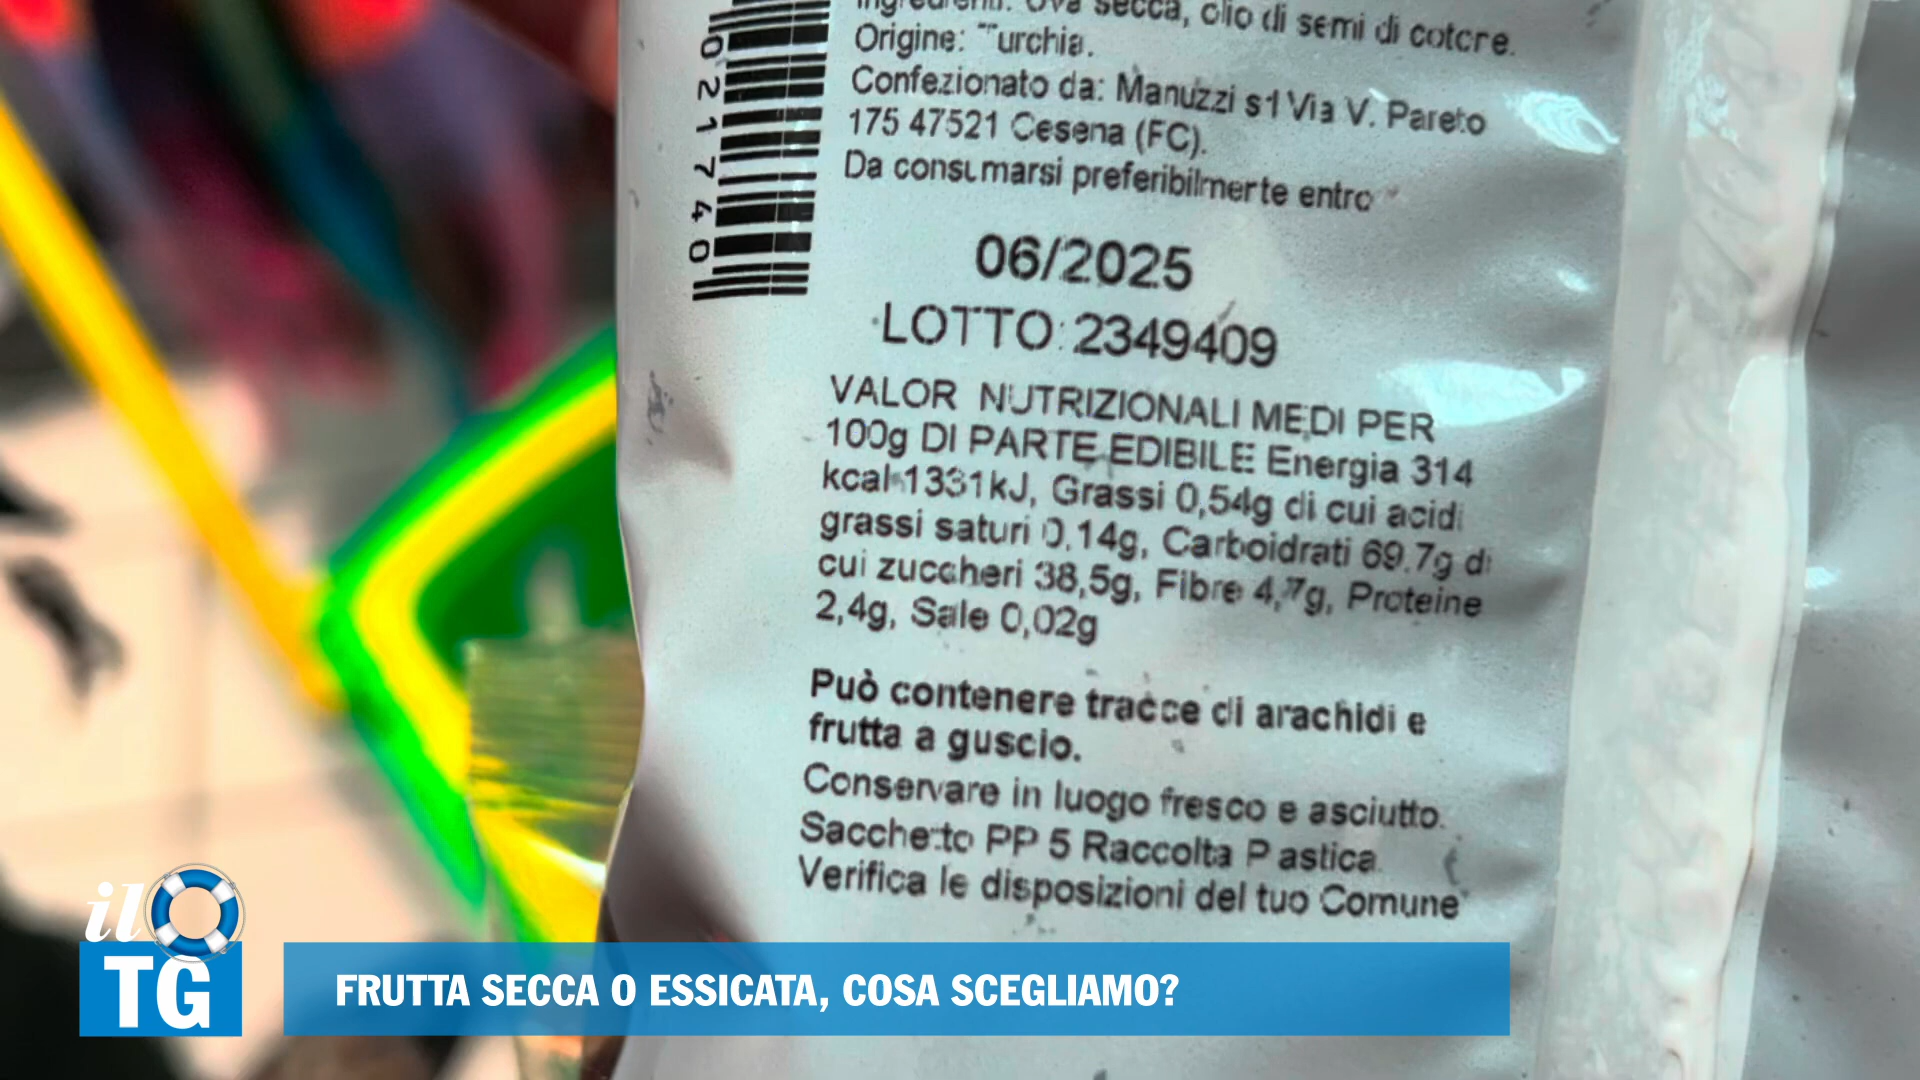 Ingredienti: Uva secca, olio di semi di cotone.
Origine: Turchia.
Confezionato da: Manuzzi srl Via V. Pareto
175 47521 Cesena (FC).
Da consumarsi preferibilmente entro
06/2025
LOTTO: 2349409
VALORI NUTRIZIONALI MEDI PER
100g DI PARTE EDIBILE Energia 314
kcal-1331kJ, Grassi 0,54g di cui acidi
grassi saturi 0.14g, Carboidrati 69.7g di
cui zuccheri 38,5g, Fibre 4,7g, Proteine
2,4g, Sale 0,02g
Può contenere tracce di arachidi e
frutta a guscio.
Conservare in luogo fresco e asciutto.
Sacchetto PP 5 Raccolta Plastica.
Verifica le disposizioni del tuo Comune
021740
il
TG
FRUTTA SECCA O ESSICATA, COSA SCEGLIAMO?